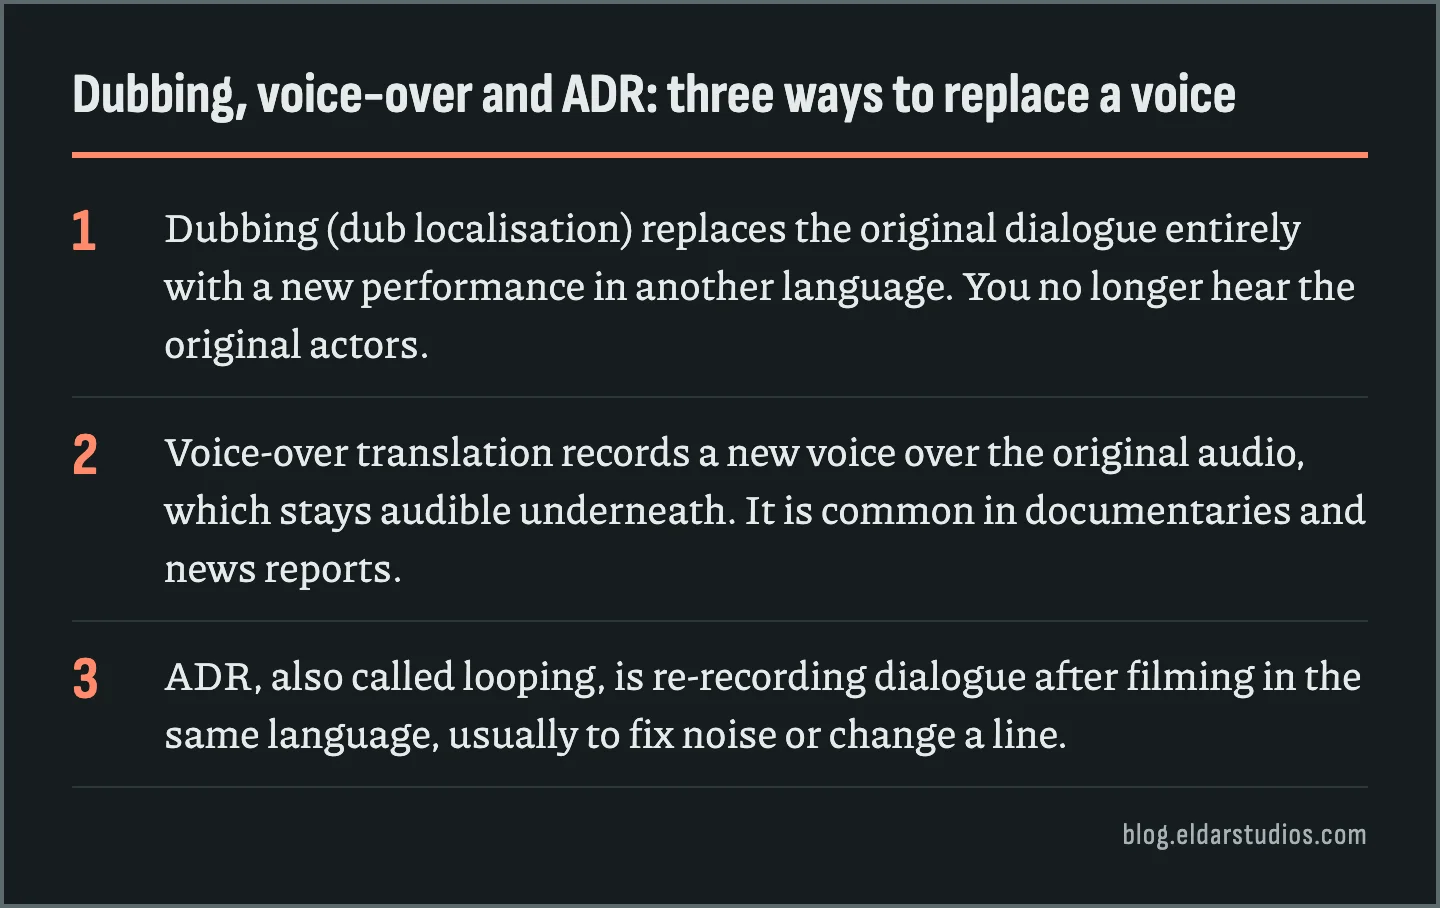 Dubbing, voice-over and ADR: three ways to replace a voice
1
Dubbing (dub localisation) replaces the original dialogue entirely
with a new performance in another language. You no longer hear the
original actors.
2
Voice-over translation records a new voice over the original audio,
which stays audible underneath. It is common in documentaries and
news reports.
3
ADR, also called looping, is re-recording dialogue after filming in the
same language, usually to fix noise or change a line.
blog.eldarstudios.com